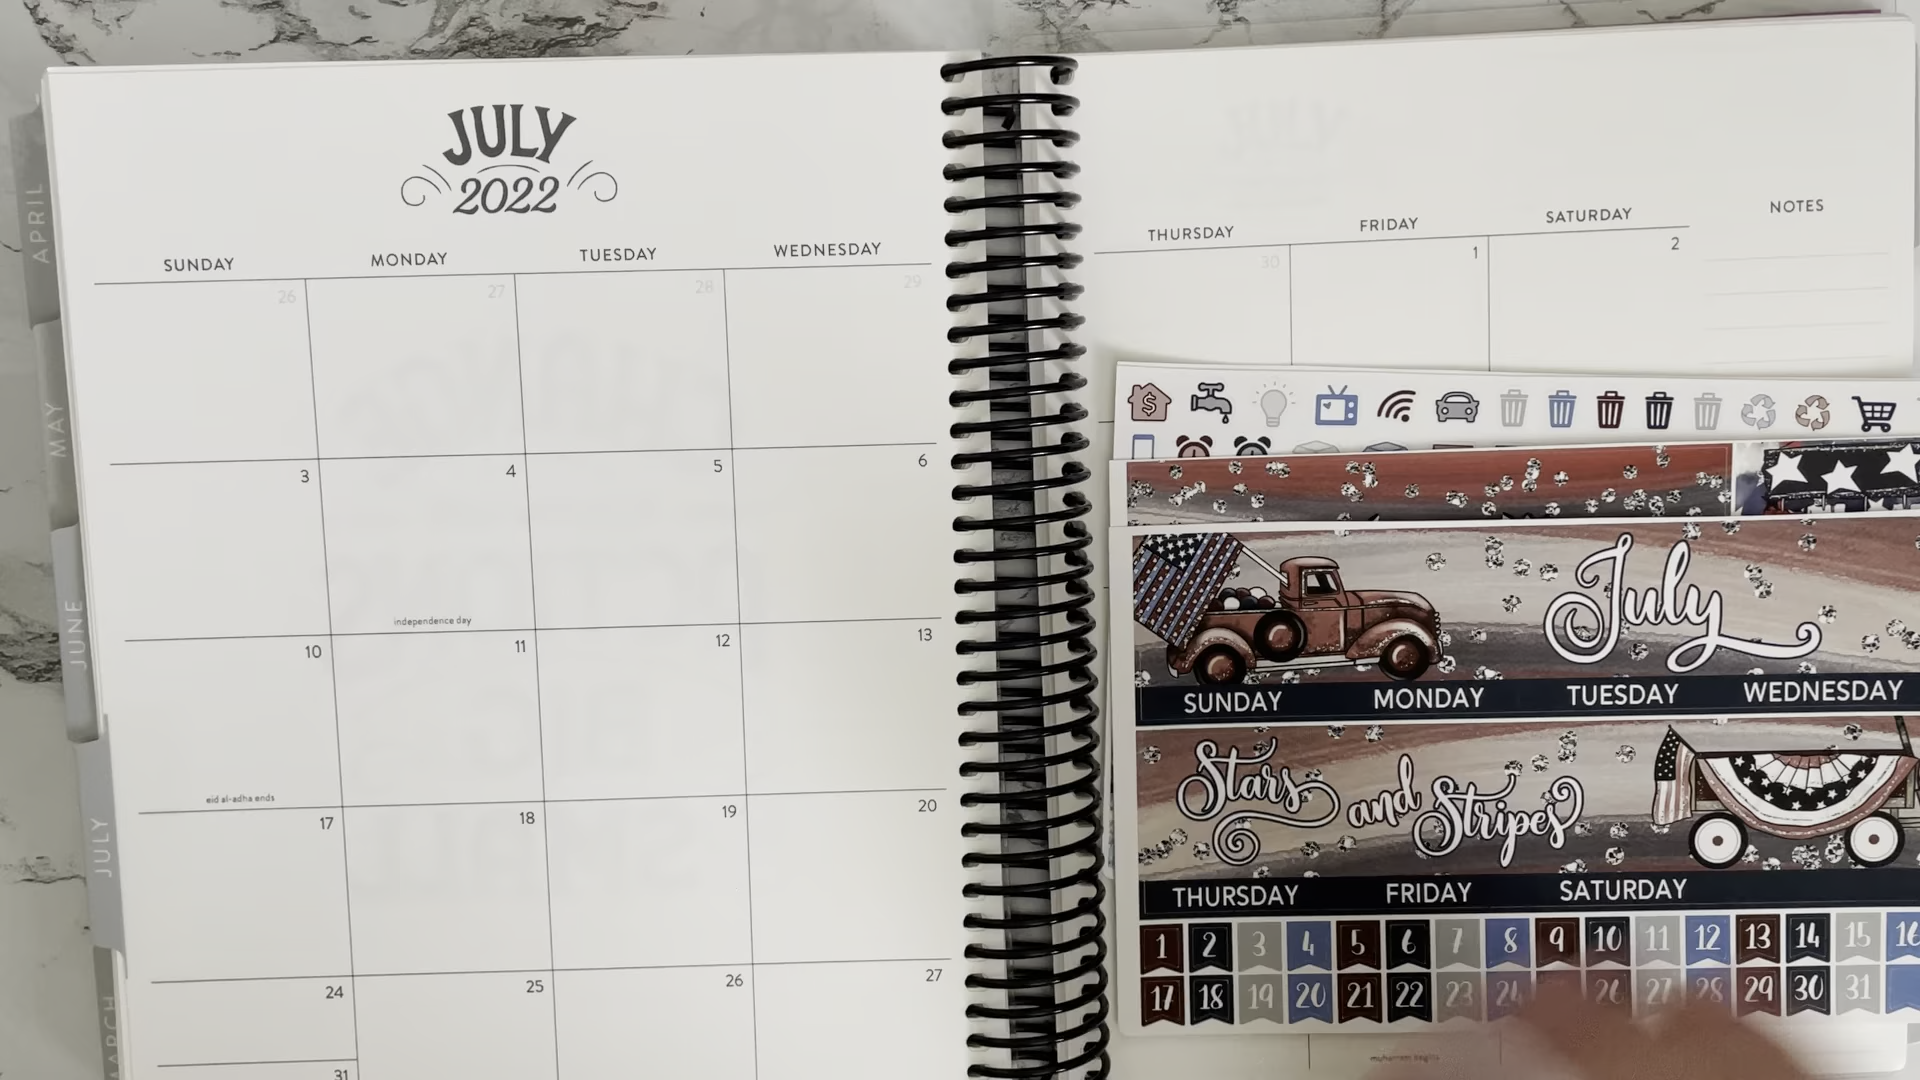 JULY
2022
SUNDAY MONDAY TUESDAY WEDNESDAY
26 27 28 29
3 4 5 6
independence day
10 11 12 13
eid al-adha ends
17 18 19 20
24 25 26 27
31
APRIL
MAY
JUNE
JULY
MARCH
THURSDAY FRIDAY SATURDAY NOTES
30 1 2
$
July
SUNDAY MONDAY TUESDAY WEDNESDAY
Stars and Stripes
THURSDAY FRIDAY SATURDAY
1 2 3 4 5 6 7 8 9 10 11 12 13 14 15 16
17 18 19 20 21 22 23 24 26 27 28 29 30 31
muharram begins